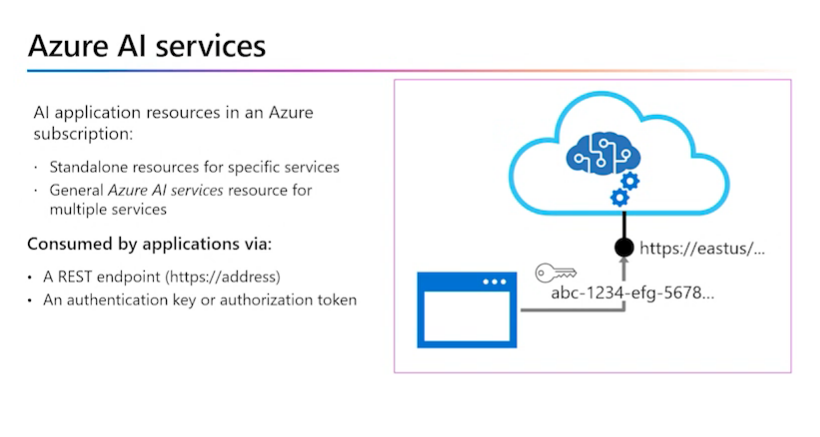 Azure AI services
AI application resources in an Azure
subscription:
· Standalone resources for specific services
· General Azure AI services resource for
multiple services
Consumed by applications via:
• A REST endpoint (https://address)
• An authentication key or authorization token
https://eastus/...
abc-1234-efg-5678...